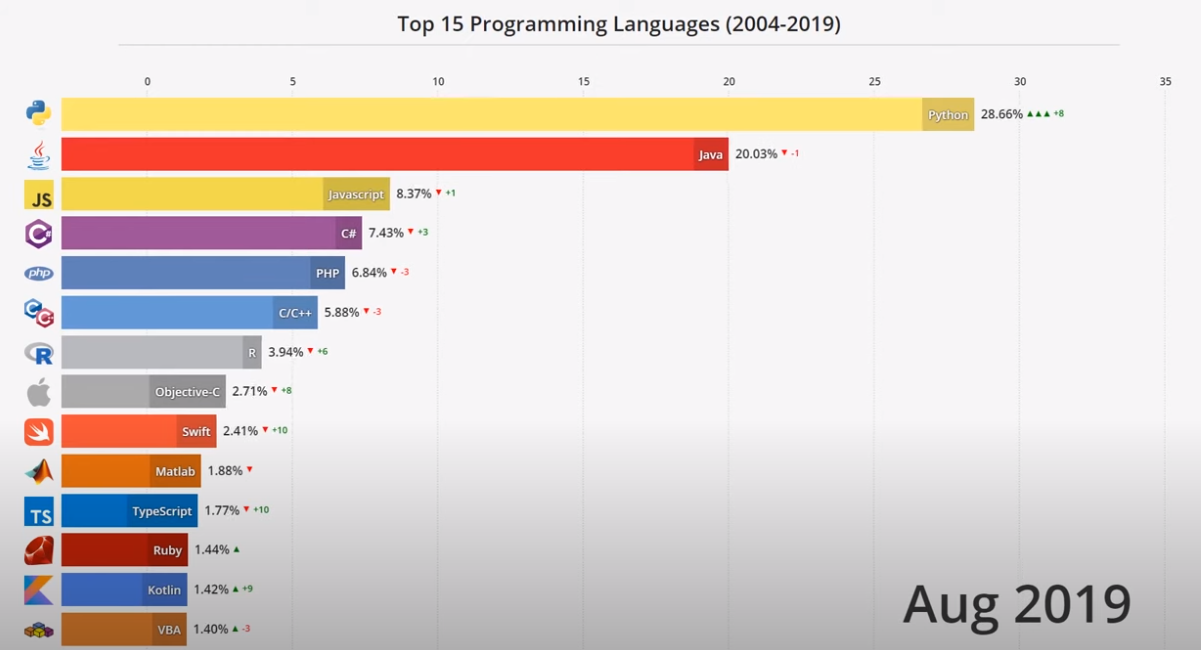 Top 15 Programming Languages (2004-2019)
0 5 10 15 20 25 30 35
Python 28.66% ▲▲▲ +8
Java 20.03% ▼ -1
JS Javascript 8.37% ▼ +1
C# C# 7.43% ▼ +3
php PHP 6.84% ▼ -3
C C C/C++ 5.88% ▼ -3
R R 3.94% ▼ +6
Objective-C 2.71% ▼ +8
Swift 2.41% ▼ +10
Matlab 1.88% ▼
TS TypeScript 1.77% ▼ +10
Ruby 1.44% ▲
Kotlin 1.42% ▲ +9
VBA 1.40% ▲ -3
Aug 2019